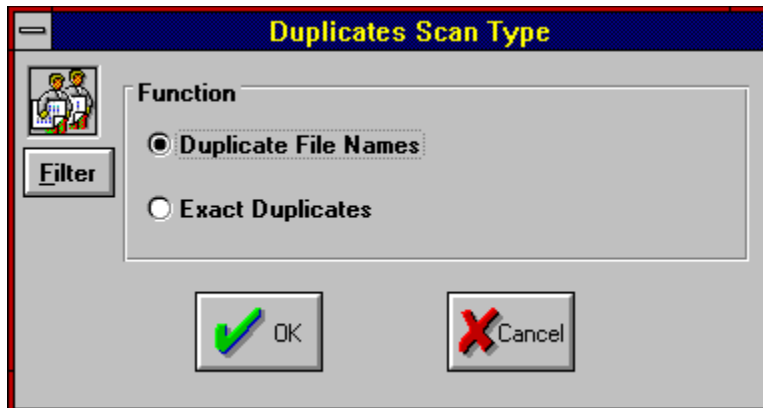 Duplicates Scan Type
Function
Duplicate File Names
Filter
Exact Duplicates
OK
Cancel